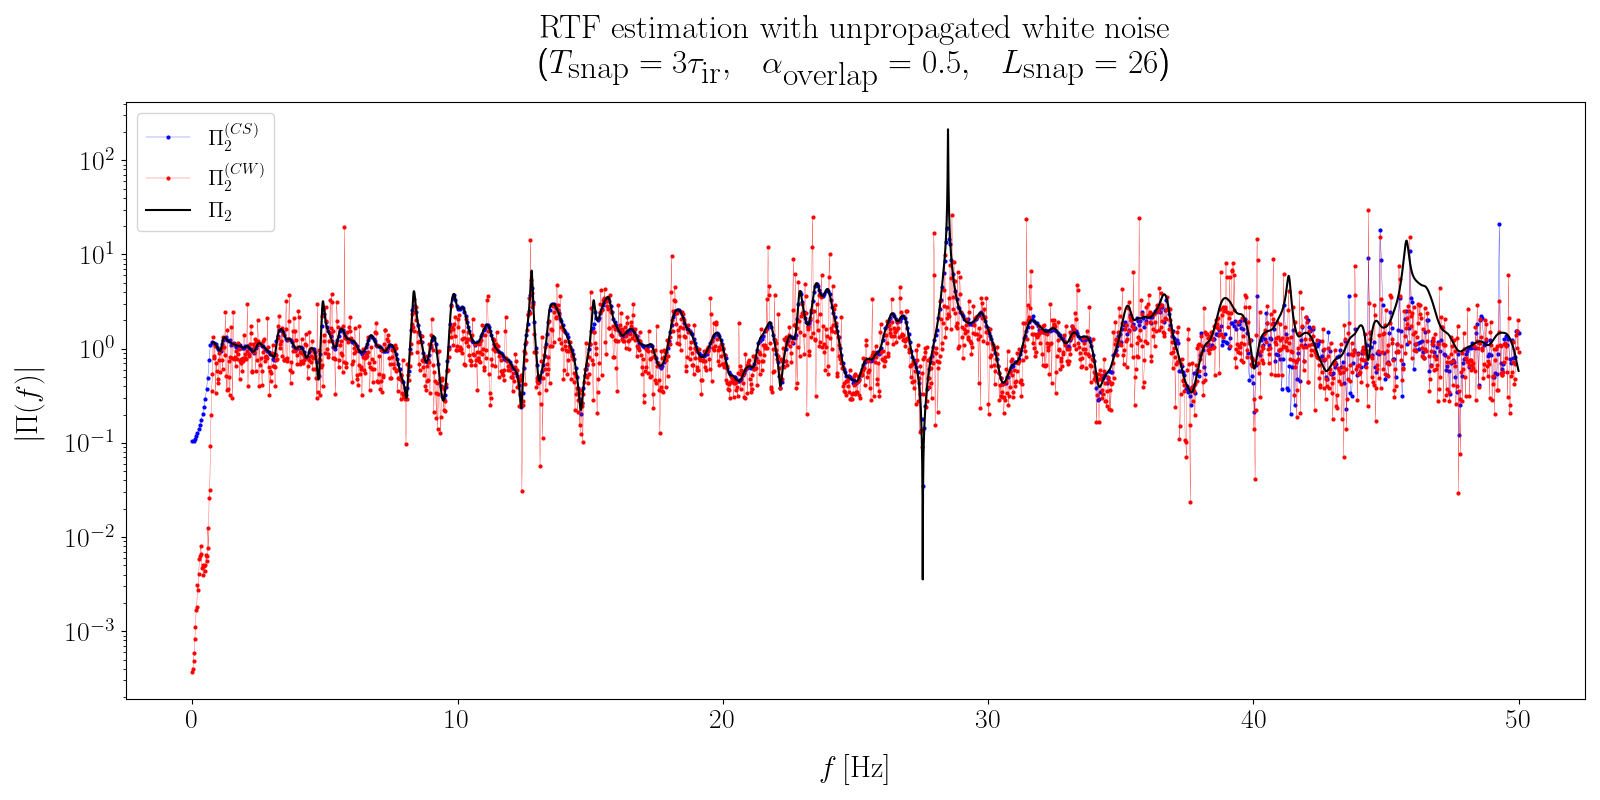 RTF estimation with unpropagated white noise
(T_snap = 3τ_ir, α_overlap = 0.5, L_snap = 26)
Π_2^(CS)
Π_2^(CW)
Π_2
|Π(f)|
10^2
10^1
10^0
10^−1
10^−2
10^−3
0 10 20 30 40 50
f [Hz]